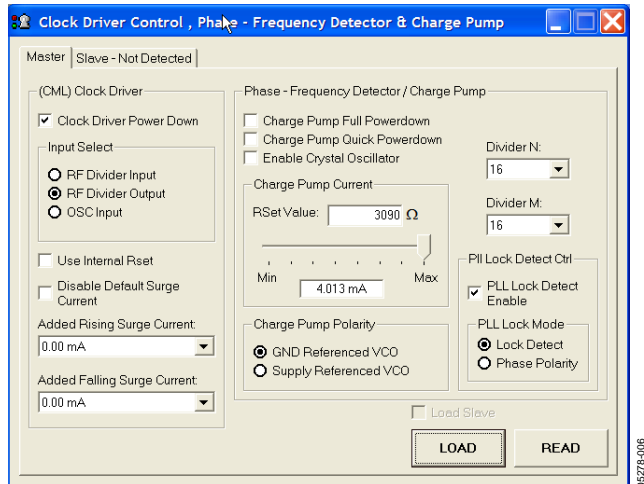 Clock Driver Control , Phase - Frequency Detector & Charge Pump
Master
Slave - Not Detected
(CML) Clock Driver
Clock Driver Power Down
Input Select
RF Divider Input
RF Divider Output
OSC Input
Use Internal Rset
Disable Default Surge
Current
Added Rising Surge Current:
0.00 mA
Added Falling Surge Current:
0.00 mA
Phase - Frequency Detector / Charge Pump
Charge Pump Full Powerdown
Charge Pump Quick Powerdown
Enable Crystal Oscillator
Charge Pump Current
RSet Value:
3090 Ω
Min
4.013 mA
Max
Charge Pump Polarity
GND Referenced VCO
Supply Referenced VCO
Divider N:
16
Divider M:
16
Pll Lock Detect Ctrl
PLL Lock Detect
Enable
PLL Lock Mode
Lock Detect
Phase Polarity
Load Slave
LOAD
READ
05278-006